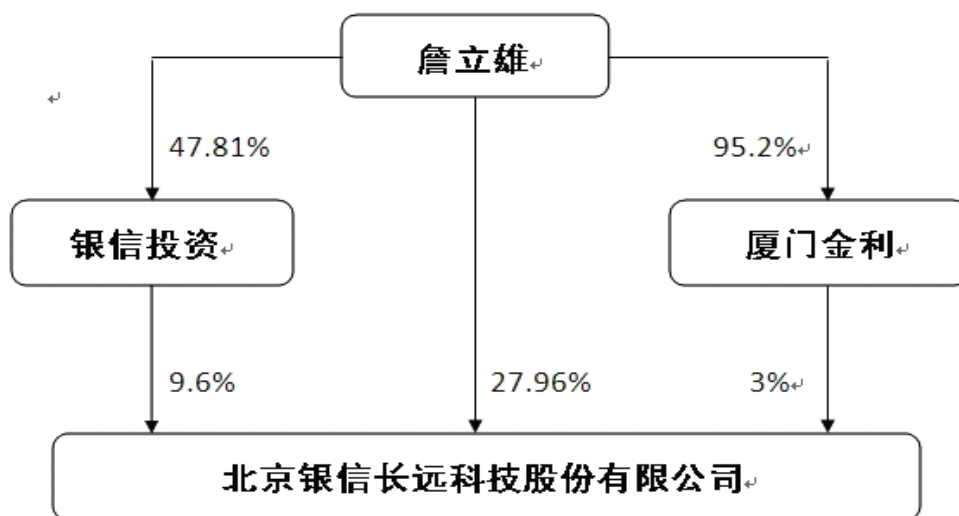 詹立雄
47.81%
95.2%
银信投资
厦门金利
9.6%
27.96%
3%
北京银信长远科技股份有限公司